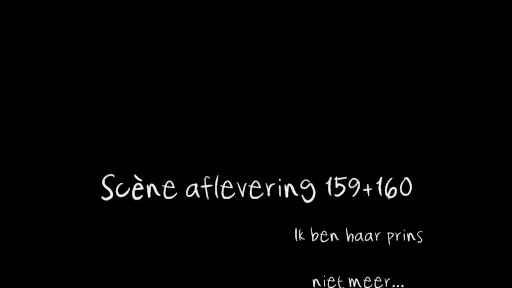 Scène aflevering 159+160
Ik ben haar prins
niet meer...